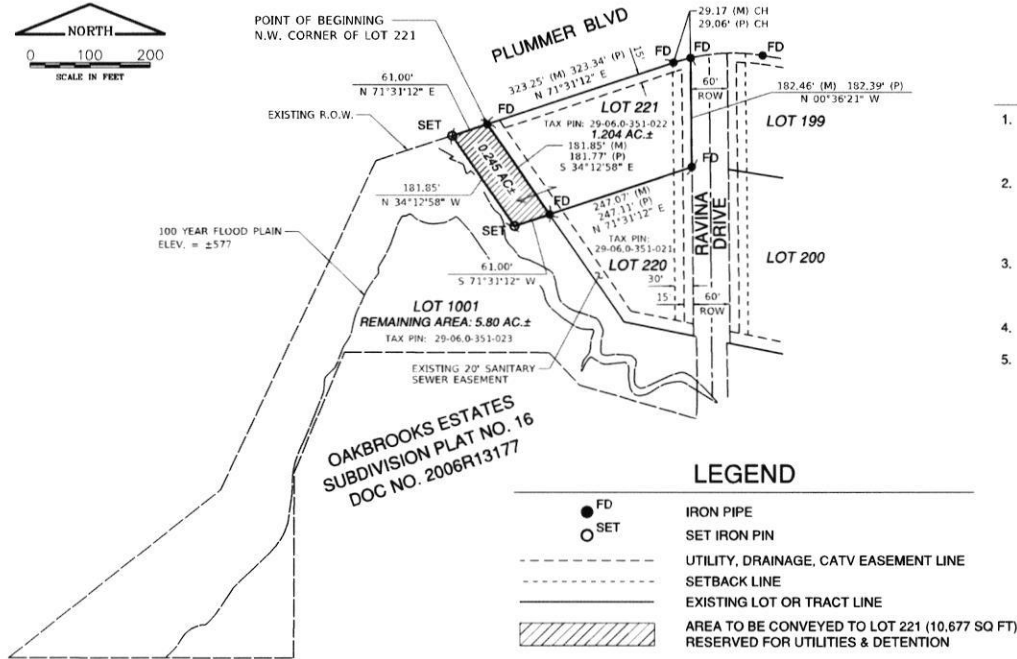 NORTH
0 100 200
SCALE IN FEET
POINT OF BEGINNING
N.W. CORNER OF LOT 221
PLUMMER BLVD
29.17 (M) CH
29.06' (P) CH
FD
FD
FD
61.00'
N 71°31'12" E
323.25' (M) 323.34' (P)
N 71°31'12" E
15'
60'
ROW
182.46' (M) 182.39' (P)
N 00°36'21" W
EXISTING R.O.W.
SET
FD
LOT 221
TAX PIN: 29-06.0-351-022
1.204 AC.±
LOT 199
1.
0.245 AC±
181.85' (M)
181.77' (P)
S 34°12'58" E
FD
2.
181.85'
N 34°12'58" W
FD
247.07' (M)
247.11' (P)
N 71°31'12" E
RAVINA
DRIVE
SET
100 YEAR FLOOD PLAIN
ELEV. = ±577
TAX PIN:
29-06.0-351-021
LOT 220
LOT 200
3.
61.00'
S 71°31'12" W
30'
15'
60'
ROW
LOT 1001
REMAINING AREA: 5.80 AC.±
TAX PIN: 29-06.0-351-023
4.
5.
EXISTING 20' SANITARY
SEWER EASEMENT
OAKBROOKS ESTATES
SUBDIVISION PLAT NO. 16
DOC NO. 2006R13177
LEGEND
FD IRON PIPE
SET SET IRON PIN
UTILITY, DRAINAGE, CATV EASEMENT LINE
SETBACK LINE
EXISTING LOT OR TRACT LINE
AREA TO BE CONVEYED TO LOT 221 (10,677 SQ FT)
RESERVED FOR UTILITIES & DETENTION